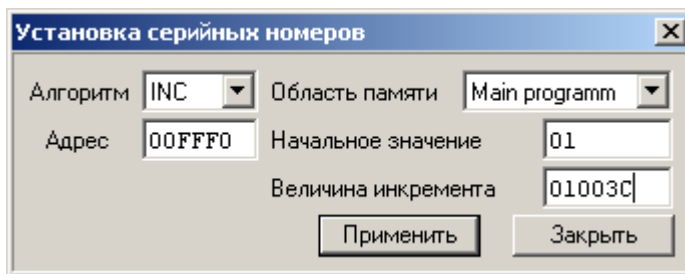 Установка серийных номеров
Алгоритм INC Область памяти Main programm
Адрес 00FFF0 Начальное значение 01
Величина инкремента 01003C
Применить Закрыть